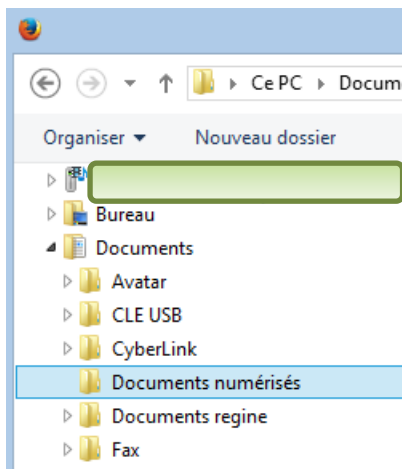 Ce PC Docum
Organiser Nouveau dossier
Bureau
Documents
Avatar
CLE USB
CyberLink
Documents numérisés
Documents regine
Fax